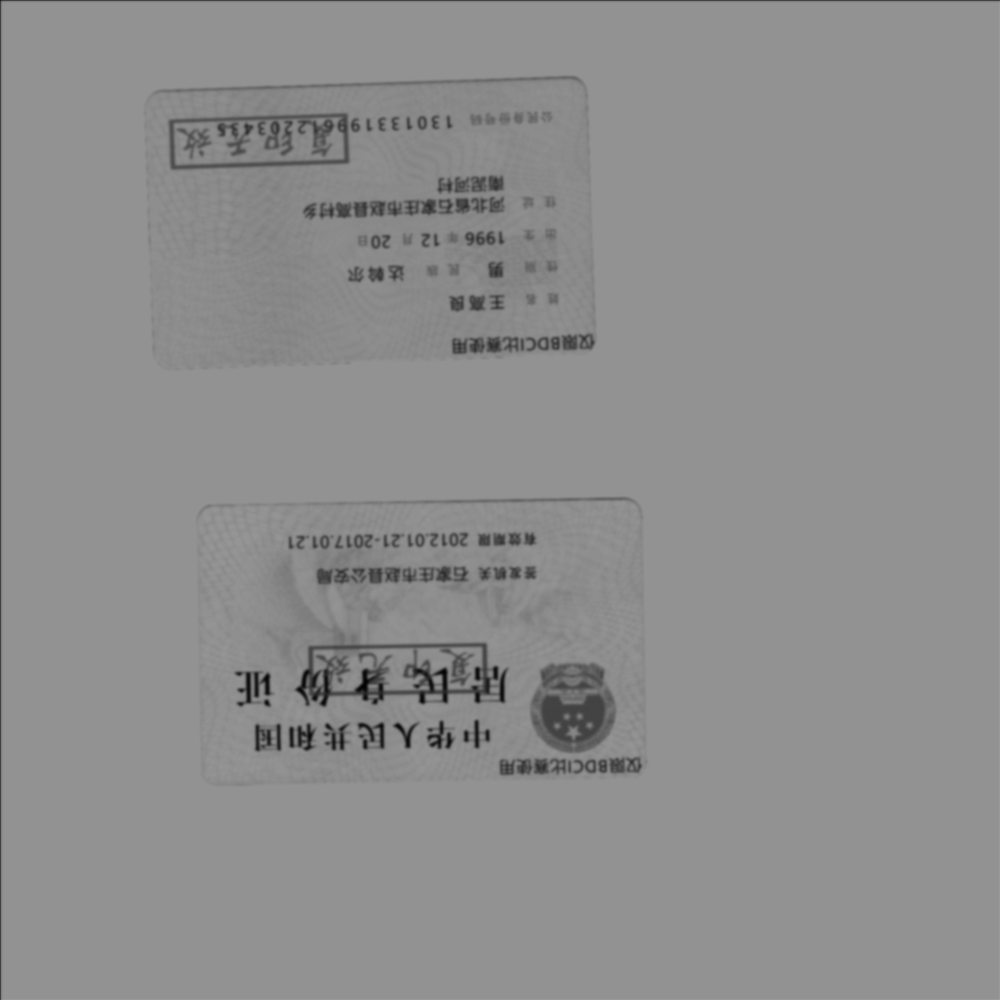 仅限BDCI比赛使用
中华人民共和国
居民身份证
复印无效
签发机关 石家庄市赵县公安局
有效期限 2012.01.21-2017.01.21
仅限BDCI比赛使用
姓名 王高良
性别 男 民族 达斡尔
出生 1996 年 12 月 20 日
住址 河北省石家庄市赵县高村乡
南泥河村
复印无效
公民身份号码 130133199612203435